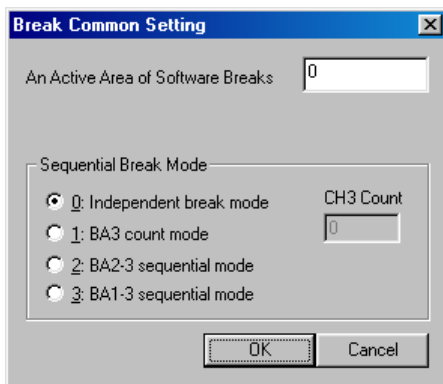 Break Common Setting
An Active Area of Software Breaks
0
Sequential Break Mode
0: Independent break mode
CH3 Count
1: BA3 count mode
0
2: BA2-3 sequential mode
3: BA1-3 sequential mode
OK
Cancel